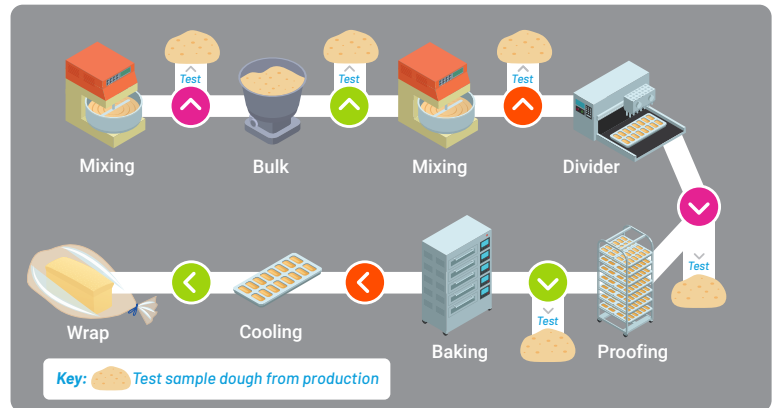 Test
Test
Test
Mixing
Bulk
Mixing
Divider
Test
Test
Wrap
Cooling
Baking
Proofing
Key: Test sample dough from production